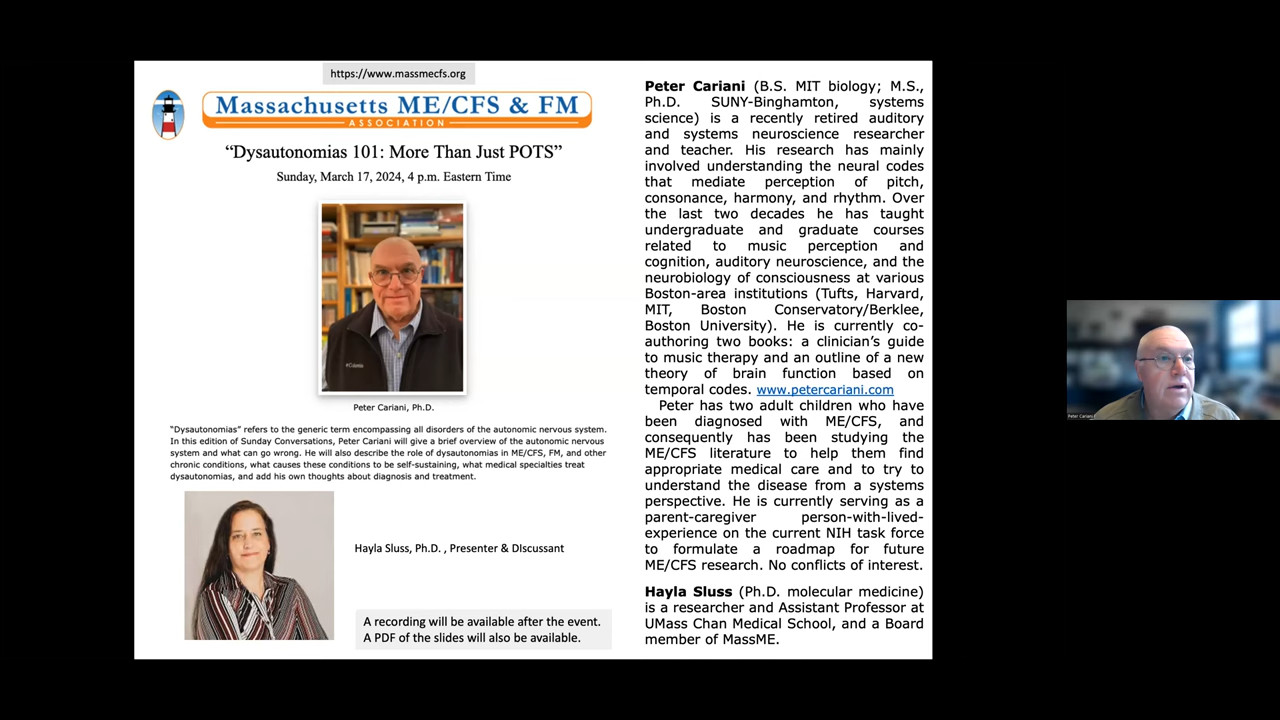 https://www.massmecfs.org
Massachusetts ME/CFS & FM
ASSOCIATION
“Dysautonomias 101: More Than Just POTS”
Sunday, March 17, 2024, 4 p.m. Eastern Time
Columbia
Peter Cariani, Ph.D.
“Dysautonomias” refers to the generic term encompassing all disorders of the autonomic nervous system.
In this edition of Sunday Conversations, Peter Cariani will give a brief overview of the autonomic nervous
system and what can go wrong. He will also describe the role of dysautonomias in ME/CFS, FM, and other
chronic conditions, what causes these conditions to be self-sustaining, what medical specialties treat
dysautonomias, and add his own thoughts about diagnosis and treatment.
Hayla Sluss, Ph.D. , Presenter & DIscussant
A recording will be available after the event.
A PDF of the slides will also be available.
Peter Cariani (B.S. MIT biology; M.S.,
Ph.D. SUNY-Binghamton, systems
science) is a recently retired auditory
and systems neuroscience researcher
and teacher. His research has mainly
involved understanding the neural codes
that mediate perception of pitch,
consonance, harmony, and rhythm. Over
the last two decades he has taught
undergraduate and graduate courses
related to music perception and
cognition, auditory neuroscience, and the
neurobiology of consciousness at various
Boston-area institutions (Tufts, Harvard,
MIT, Boston Conservatory/Berklee,
Boston University). He is currently co-
authoring two books: a clinician’s guide
to music therapy and an outline of a new
theory of brain function based on
temporal codes. www.petercariani.com
Peter has two adult children who have
been diagnosed with ME/CFS, and
consequently has been studying the
ME/CFS literature to help them find
appropriate medical care and to try to
understand the disease from a systems
perspective. He is currently serving as a
parent-caregiver person-with-lived-
experience on the current NIH task force
to formulate a roadmap for future
ME/CFS research. No conflicts of interest.
Hayla Sluss (Ph.D. molecular medicine)
is a researcher and Assistant Professor at
UMass Chan Medical School, and a Board
member of MassME.
Peter Cariani